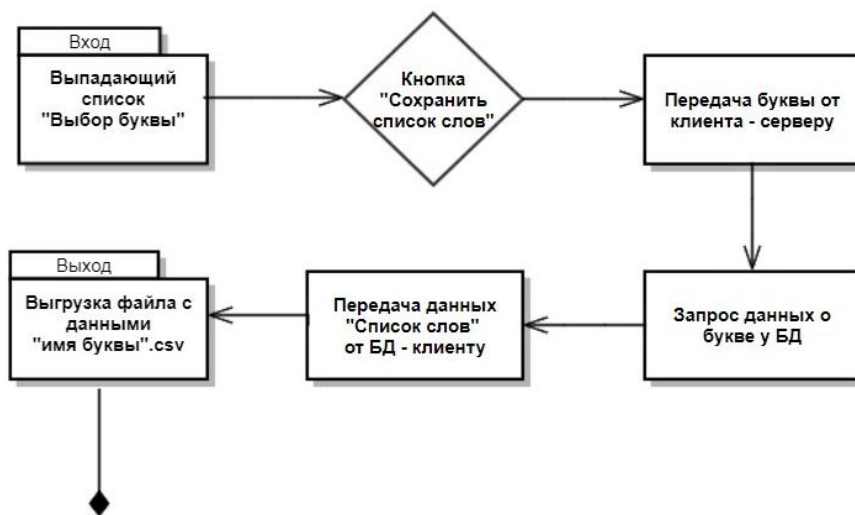 Вход
Выпадающий
список
"Выбор буквы"
Кнопка
"Сохранить
список слов"
Передача буквы от
клиента - серверу
Запрос данных о
букве у БД
Передача данных
"Список слов"
от БД - клиенту
Выход
Выгрузка файла с
данными
"имя буквы".csv